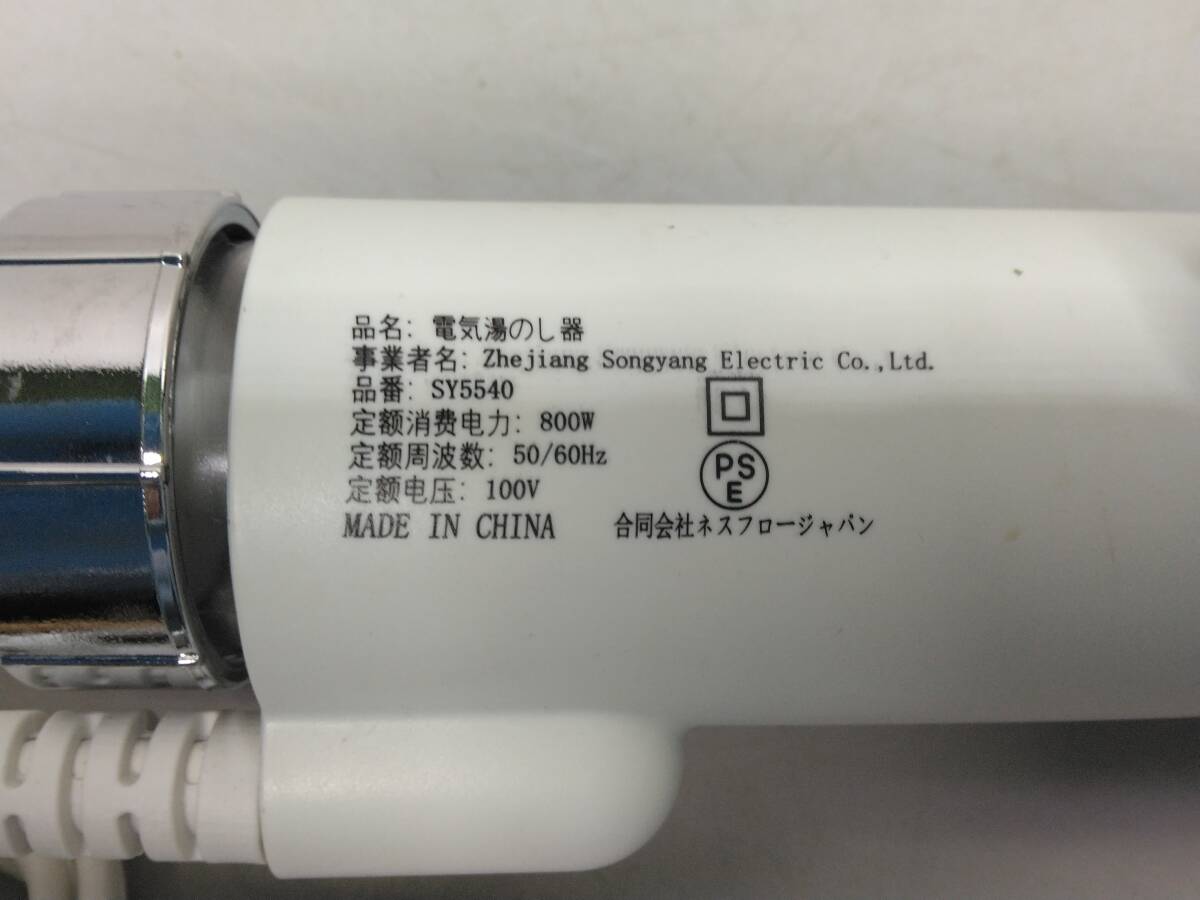 品名: 電気湯のし器
事業者名: Zhejiang Songyang Electric Co.,Ltd.
品番: SY5540
定额消费电力: 800W
定额周波数: 50/60Hz
定额电压: 100V
PS
E
MADE IN CHINA
合同会社ネスフロージャパン